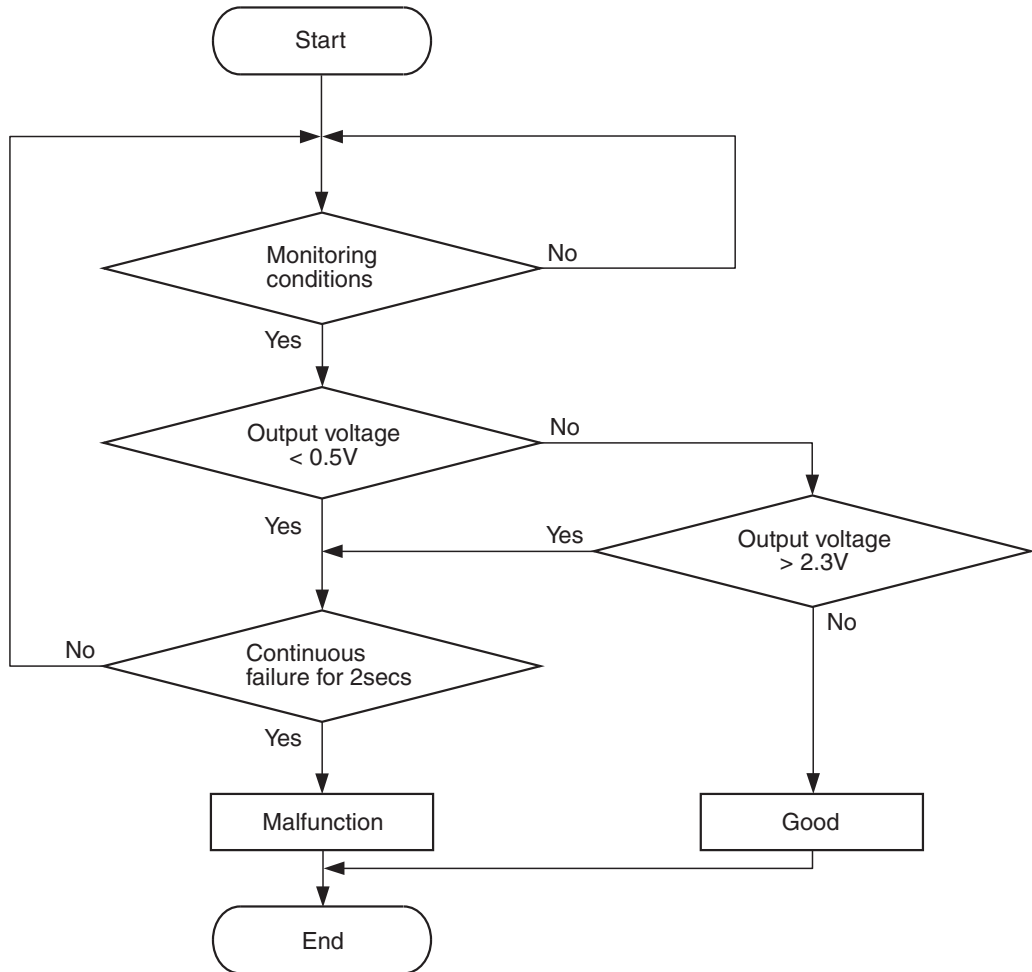 Start
Monitoring
conditions
No
Yes
Output voltage
< 0.5V
No
Yes
Yes
Output voltage
> 2.3V
No
No
Continuous
failure for 2secs
Yes
Malfunction
Good
End